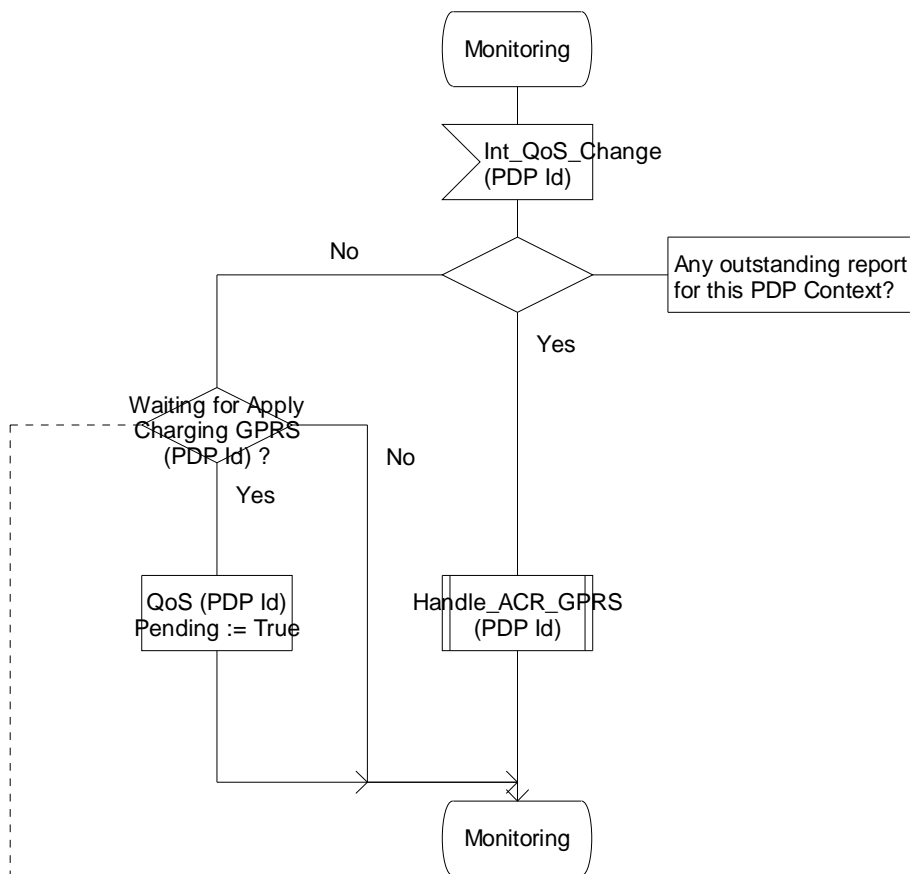 Monitoring
Int_QoS_Change
(PDP Id)
No
Any outstanding report
for this PDP Context?
Yes
Waiting for Apply
Charging GPRS
(PDP Id) ?
No
Yes
QoS (PDP Id)
Pending := True
Handle_ACR_GPRS
(PDP Id)
Monitoring